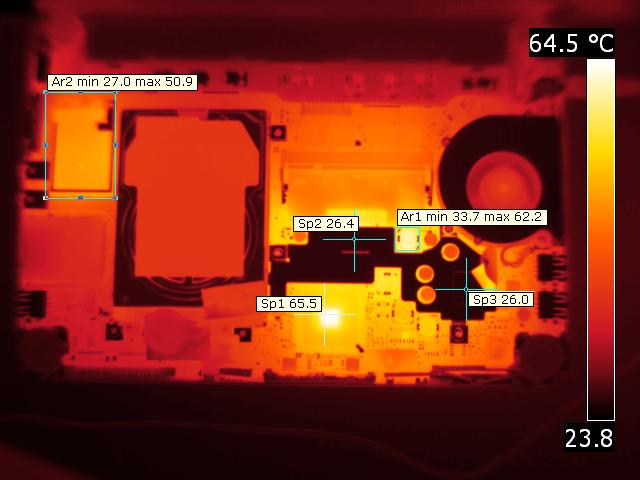 64.5 °C
Ar2 min 27.0 max 50.9
Ar1 min 33.7 max 62.2
Sp2 26.4
Sp1 65.5
Sp3 26.0
23.8